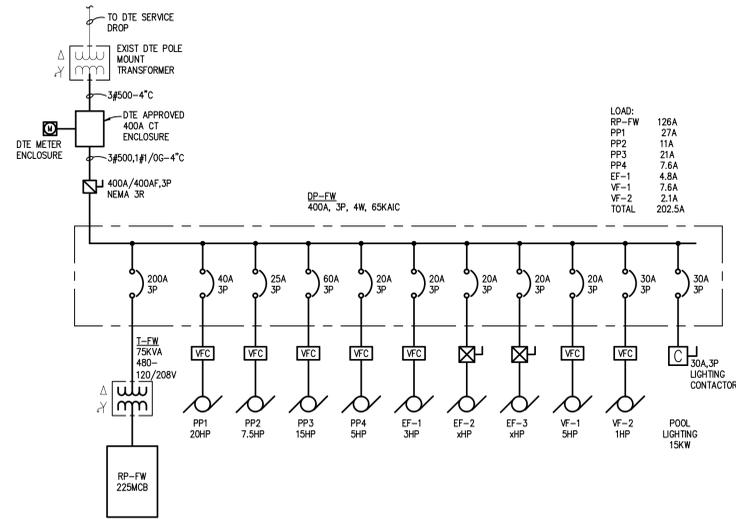 TO DTE SERVICE
DROP
EXIST DTE POLE
MOUNT
TRANSFORMER
3#500-4"C
DTE APPROVED
400A CT
ENCLOSURE
M
DTE METER
ENCLOSURE
3#500,1#1/0G-4"C
400A/400AF,3P
NEMA 3R
LOAD:
RP-FW 126A
PP1 27A
PP2 11A
PP3 21A
PP4 7.6A
EF-1 4.8A
VF-1 7.6A
VF-2 2.1A
TOTAL 202.5A
DP-FW
400A, 3P, 4W, 65KAIC
200A 40A 25A 60A 20A 20A 20A 20A 20A 30A 30A
3P 3P 3P 3P 3P 3P 3P 3P 3P 3P 3P
T-FW
75KVA
480-
120/208V
VFC VFC VFC VFC VFC VFC VFC C
30A,3P
LIGHTING
CONTACTOR
PP1 PP2 PP3 PP4 EF-1 EF-2 EF-3 VF-1 VF-2 POOL
20HP 7.5HP 15HP 5HP 3HP xHP xHP 5HP 1HP LIGHTING
15KW
RP-FW
225MCB